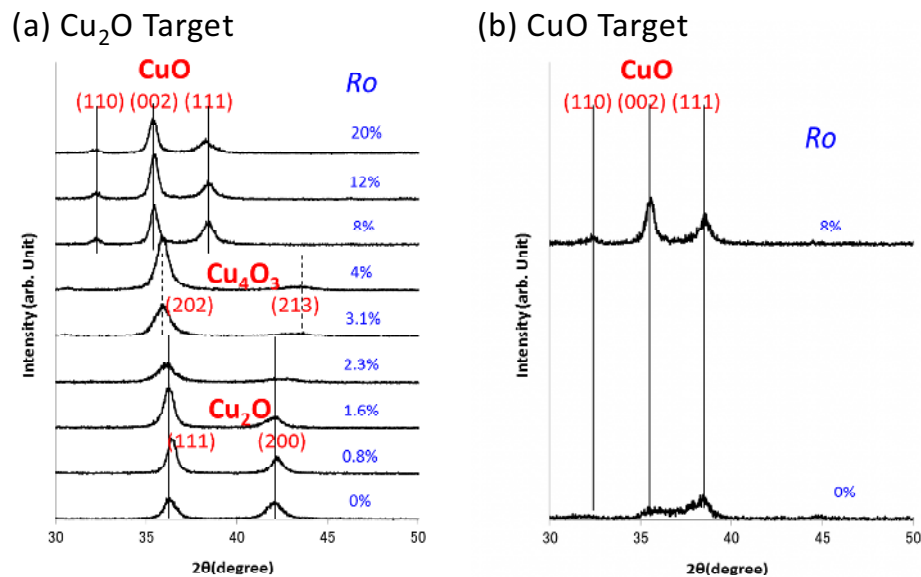 (a) Cu₂O Target
CuO
(110) (002) (111)
Ro
20%
12%
8%
4%
Cu₄O₃
(202) (213)
3.1%
2.3%
1.6%
Cu₂O
(111) (200)
0.8%
0%
Intensity (arb. Unit)
30 35 40 45 50
2θ(degree)
(b) CuO Target
CuO
(110) (002) (111)
Ro
8%
0%
Intensity (arb. Unit)
30 35 40 45 50
2θ(degree)